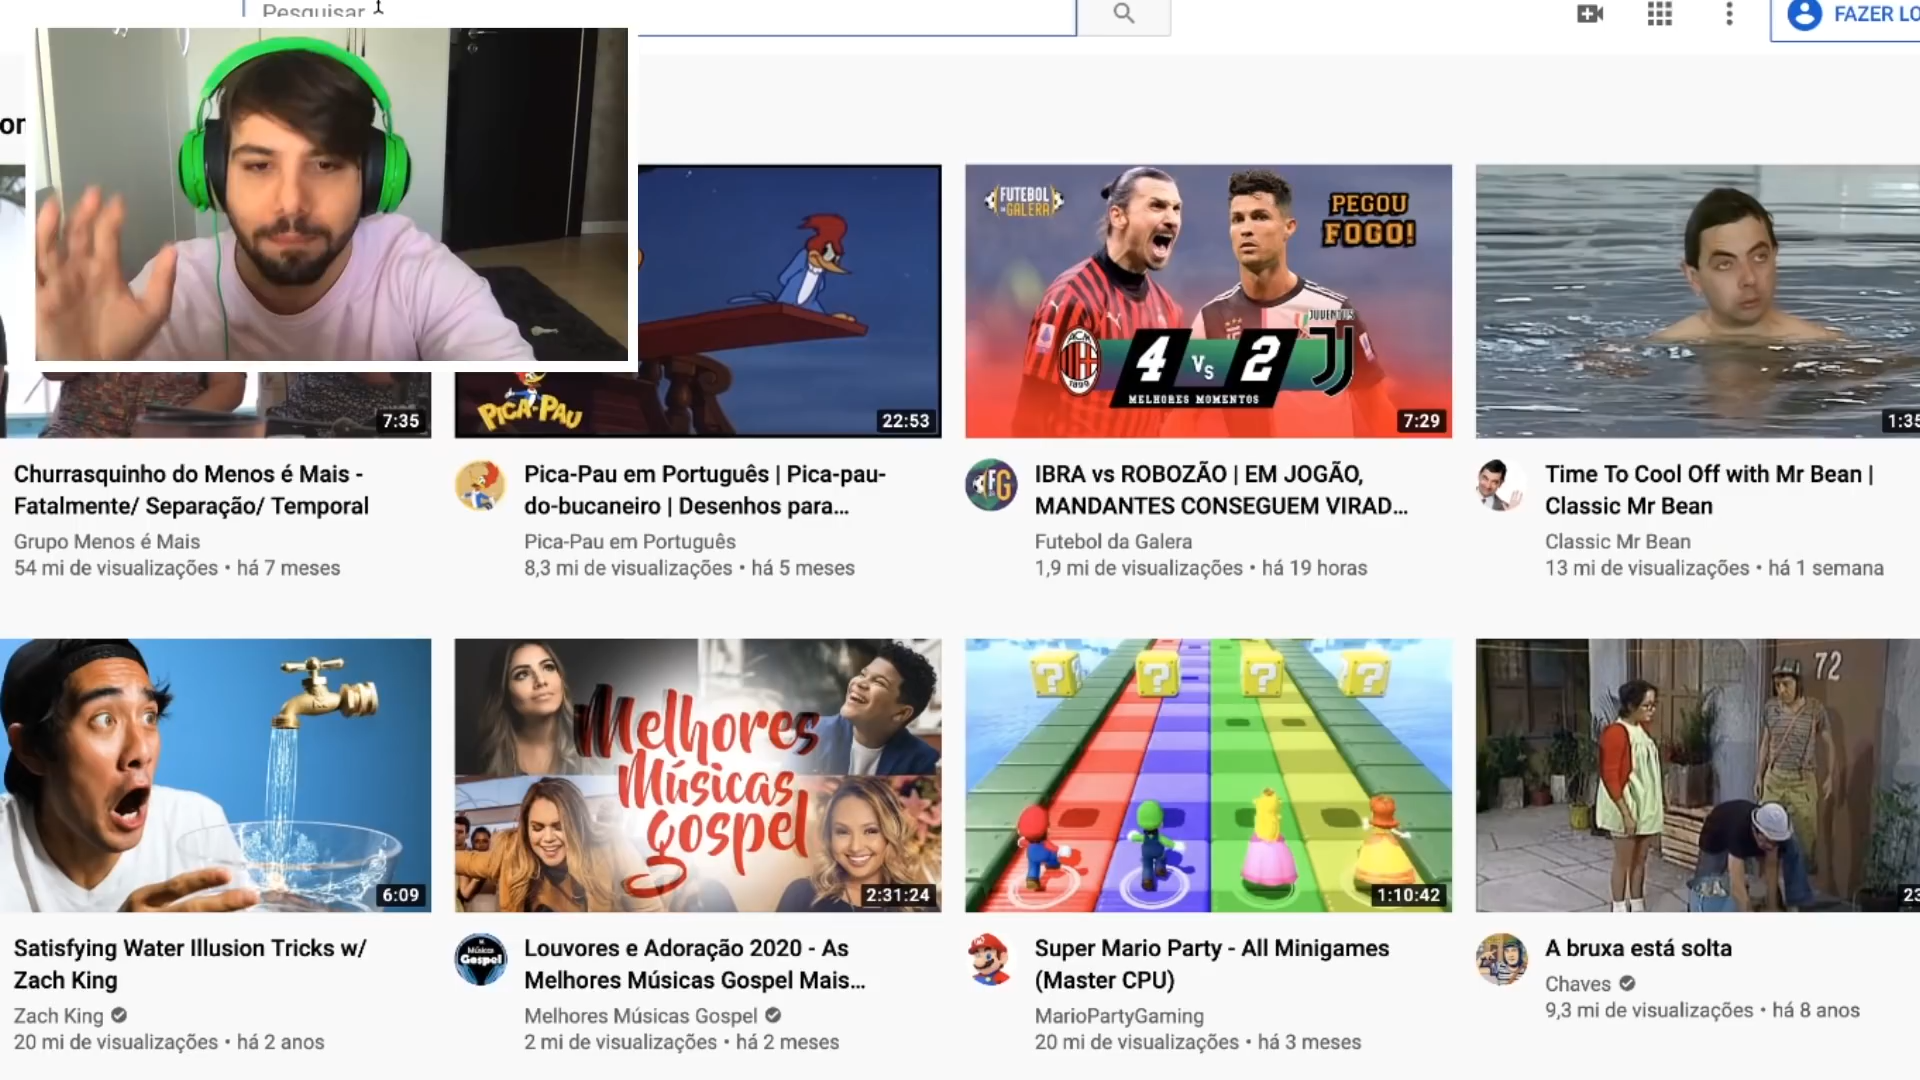 Pesquisar
FAZER LO
or
FUTEBOL
DA GALERA
PEGOU
FOGO!
JUVENTUS
ACM
1899
4 VS 2
MELHORES MOMENTOS
PICA-PAU
7:35
22:53
7:29
1:35
Churrasquinho do Menos é Mais -
Fatalmente/ Separação/ Temporal
Grupo Menos é Mais
54 mi de visualizações • há 7 meses
Pica-Pau em Português | Pica-pau-
do-bucaneiro | Desenhos para...
Pica-Pau em Português
8,3 mi de visualizações • há 5 meses
FG
IBRA vs ROBOZÃO | EM JOGÃO,
MANDANTES CONSEGUEM VIRAD...
Futebol da Galera
1,9 mi de visualizações • há 19 horas
Time To Cool Off with Mr Bean |
Classic Mr Bean
Classic Mr Bean
13 mi de visualizações • há 1 semana
Melhores
Músicas
gospel
? ? ? ?
72
6:09
2:31:24
1:10:42
23
Satisfying Water Illusion Tricks w/
Zach King
Zach King
20 mi de visualizações • há 2 anos
Músicas
Gospel
Louvores e Adoração 2020 - As
Melhores Músicas Gospel Mais...
Melhores Músicas Gospel
2 mi de visualizações • há 2 meses
Super Mario Party - All Minigames
(Master CPU)
MarioPartyGaming
20 mi de visualizações • há 3 meses
A bruxa está solta
Chaves
9,3 mi de visualizações • há 8 anos